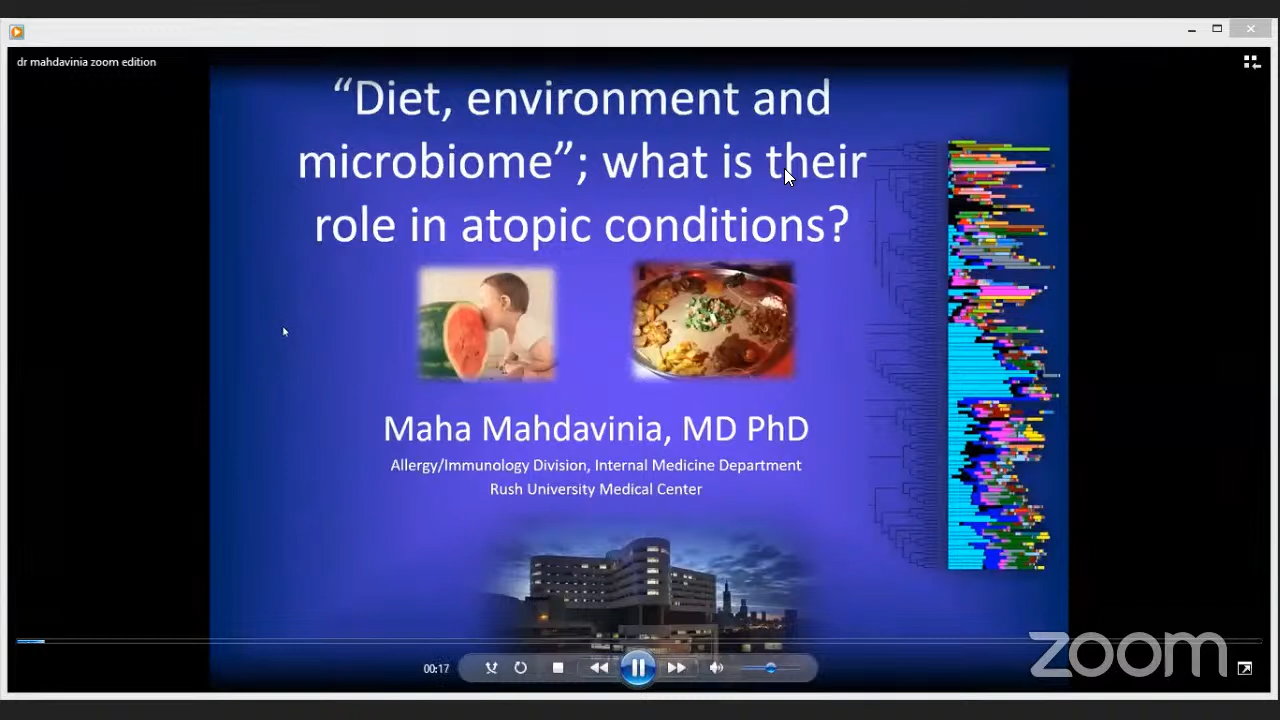 dr mahdavinia zoom edition
“Diet, environment and
microbiome”; what is their
role in atopic conditions?
Maha Mahdavinia, MD PhD
Allergy/Immunology Division, Internal Medicine Department
Rush University Medical Center
00:17
zoom